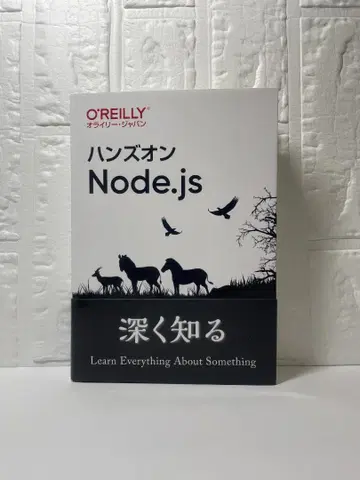 O'REILLY
オライリー・ジャパン
ハンズオン
Node.js
深く知る
Learn Everything About Something